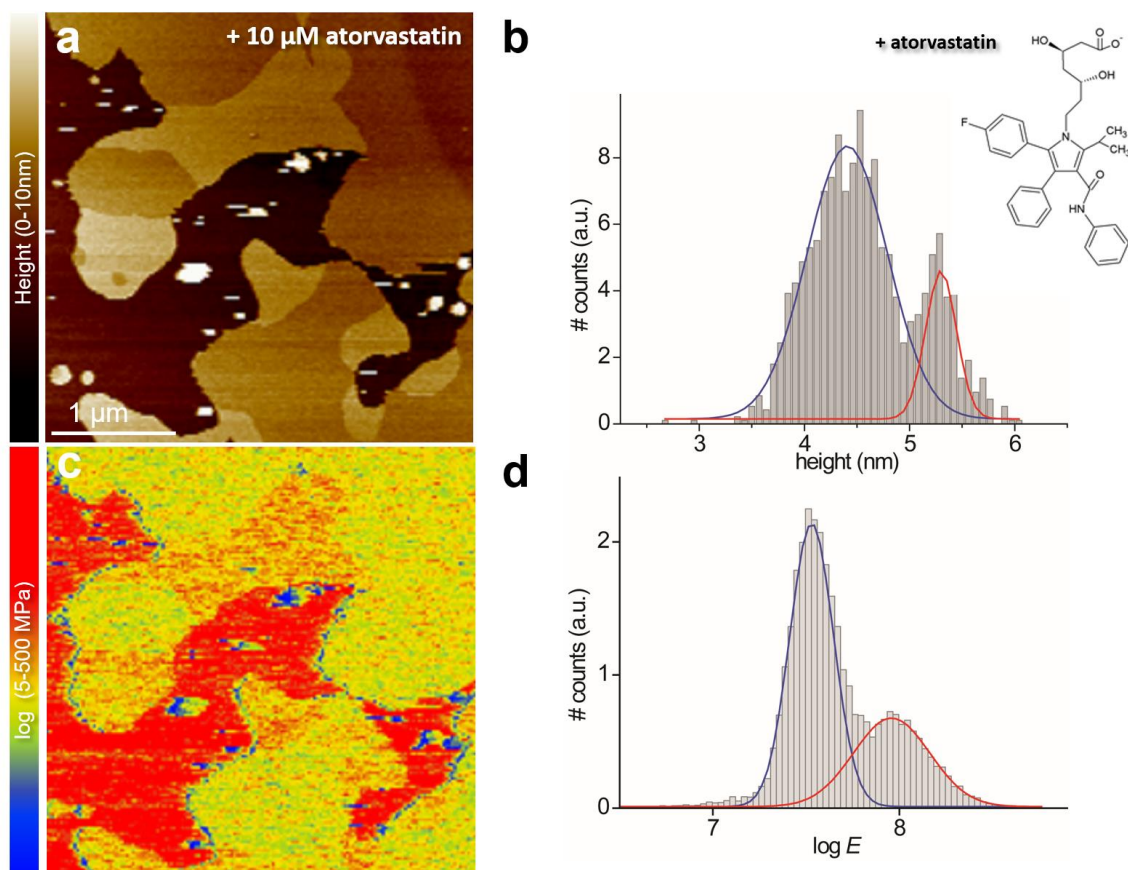 a
+ 10 µM atorvastatin
Height (0-10nm)
1 µm
b
+ atorvastatin
HO
O
O-
OH
F
N
CH3
CH3
O
HN
# counts (a.u.)
8
6
4
2
0
3 4 5 6
height (nm)
c
log (5-500 MPa)
d
# counts (a.u.)
2
1
0
7 8
log E